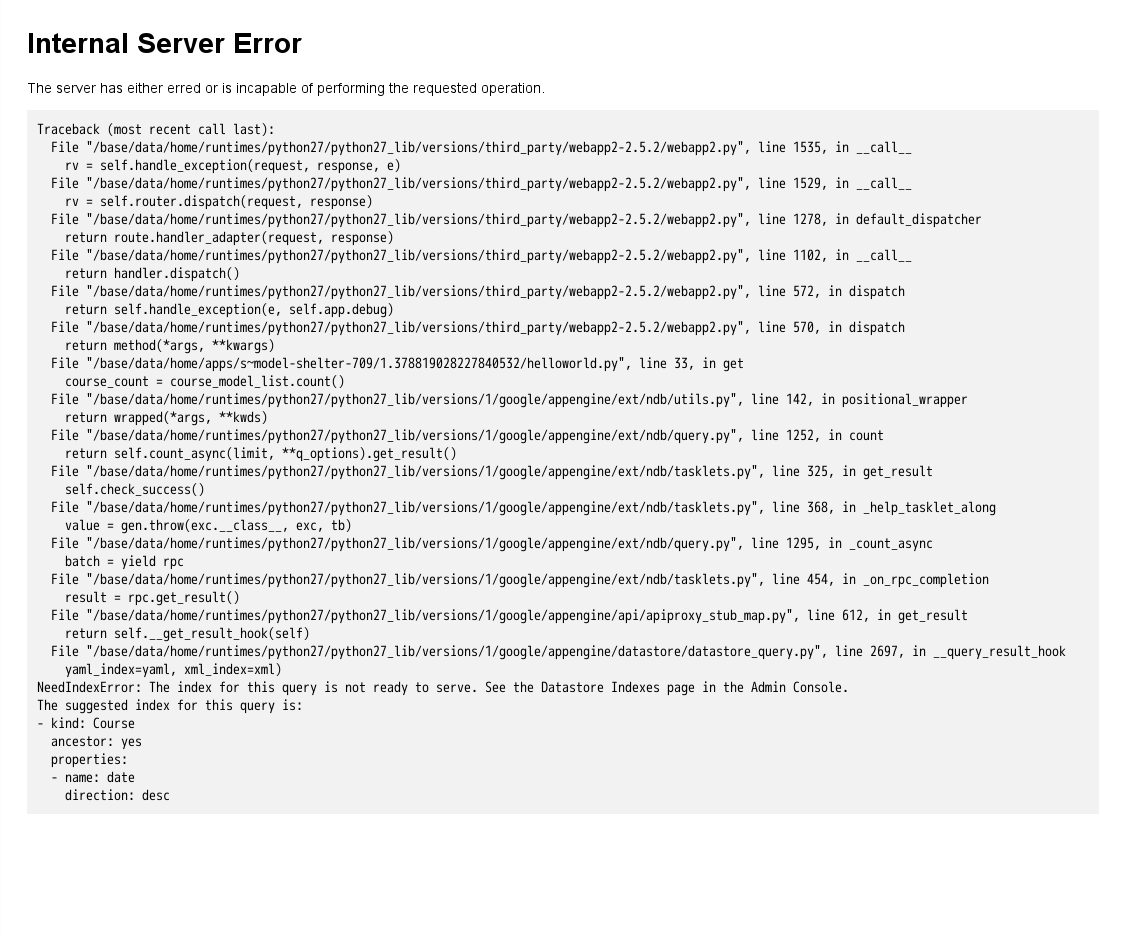 Internal Server Error
The server has either erred or is incapable of performing the requested operation.
Traceback (most recent call last):
  File "/base/data/home/runtimes/python27/python27_lib/versions/third_party/webapp2-2.5.2/webapp2.py", line 1535, in __call__
    rv = self.handle_exception(request, response, e)
  File "/base/data/home/runtimes/python27/python27_lib/versions/third_party/webapp2-2.5.2/webapp2.py", line 1529, in __call__
    rv = self.router.dispatch(request, response)
  File "/base/data/home/runtimes/python27/python27_lib/versions/third_party/webapp2-2.5.2/webapp2.py", line 1278, in default_dispatcher
    return route.handler_adapter(request, response)
  File "/base/data/home/runtimes/python27/python27_lib/versions/third_party/webapp2-2.5.2/webapp2.py", line 1102, in __call__
    return handler.dispatch()
  File "/base/data/home/runtimes/python27/python27_lib/versions/third_party/webapp2-2.5.2/webapp2.py", line 572, in dispatch
    return self.handle_exception(e, self.app.debug)
  File "/base/data/home/runtimes/python27/python27_lib/versions/third_party/webapp2-2.5.2/webapp2.py", line 570, in dispatch
    return method(*args, **kwargs)
  File "/base/data/home/apps/s~model-shelter-709/1.378819028227840532/helloworld.py", line 33, in get
    course_count = course_model_list.count()
  File "/base/data/home/runtimes/python27/python27_lib/versions/1/google/appengine/ext/ndb/utils.py", line 142, in positional_wrapper
    return wrapped(*args, **kwds)
  File "/base/data/home/runtimes/python27/python27_lib/versions/1/google/appengine/ext/ndb/query.py", line 1252, in count
    return self.count_async(limit, **q_options).get_result()
  File "/base/data/home/runtimes/python27/python27_lib/versions/1/google/appengine/ext/ndb/tasklets.py", line 325, in get_result
    self.check_success()
  File "/base/data/home/runtimes/python27/python27_lib/versions/1/google/appengine/ext/ndb/tasklets.py", line 368, in _help_tasklet_along
    value = gen.throw(exc.__class__, exc, tb)
  File "/base/data/home/runtimes/python27/python27_lib/versions/1/google/appengine/ext/ndb/query.py", line 1295, in _count_async
    batch = yield rpc
  File "/base/data/home/runtimes/python27/python27_lib/versions/1/google/appengine/ext/ndb/tasklets.py", line 454, in _on_rpc_completion
    result = rpc.get_result()
  File "/base/data/home/runtimes/python27/python27_lib/versions/1/google/appengine/api/apiproxy_stub_map.py", line 612, in get_result
    return self.__get_result_hook(self)
  File "/base/data/home/runtimes/python27/python27_lib/versions/1/google/appengine/datastore/datastore_query.py", line 2697, in __query_result_hook
    yaml_index=yaml, xml_index=xml)
NeedIndexError: The index for this query is not ready to serve. See the Datastore Indexes page in the Admin Console.
The suggested index for this query is:
- kind: Course
  ancestor: yes
  properties:
  - name: date
    direction: desc